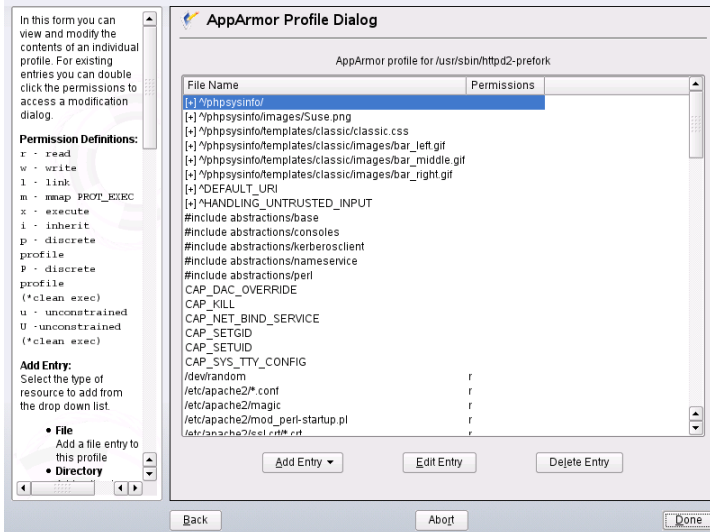 In this form you can
view and modify the
contents of an individual
profile. For existing
entries you can double
click the permissions to
access a modification
dialog.
Permission Definitions:
r - read
w - write
l - link
m - mmap PROT_EXEC
x - execute
i - inherit
p - discrete
profile
P - discrete
profile
(*clean exec)
u - unconstrained
U -unconstrained
(*clean exec)
Add Entry:
Select the type of
resource to add from
the drop down list.
• File
Add a file entry to
this profile
• Directory
AppArmor Profile Dialog
AppArmor profile for /usr/sbin/httpd2-prefork
File Name Permissions
[+] ^/phpsysinfo/
[+] ^/phpsysinfo/images/Suse.png
[+] ^/phpsysinfo/templates/classic/classic.css
[+] ^/phpsysinfo/templates/classic/images/bar_left.gif
[+] ^/phpsysinfo/templates/classic/images/bar_middle.gif
[+] ^/phpsysinfo/templates/classic/images/bar_right.gif
[+] ^DEFAULT_URI
[+] ^HANDLING_UNTRUSTED_INPUT
#include abstractions/base
#include abstractions/consoles
#include abstractions/kerberosclient
#include abstractions/nameservice
#include abstractions/perl
CAP_DAC_OVERRIDE
CAP_KILL
CAP_NET_BIND_SERVICE
CAP_SETGID
CAP_SETUID
CAP_SYS_TTY_CONFIG
/dev/random r
/etc/apache2/*.conf r
/etc/apache2/magic r
/etc/apache2/mod_perl-startup.pl r
/etc/apache2/ssl.crt/*.crt r
Add Entry Edit Entry Delete Entry
Back Abort Done